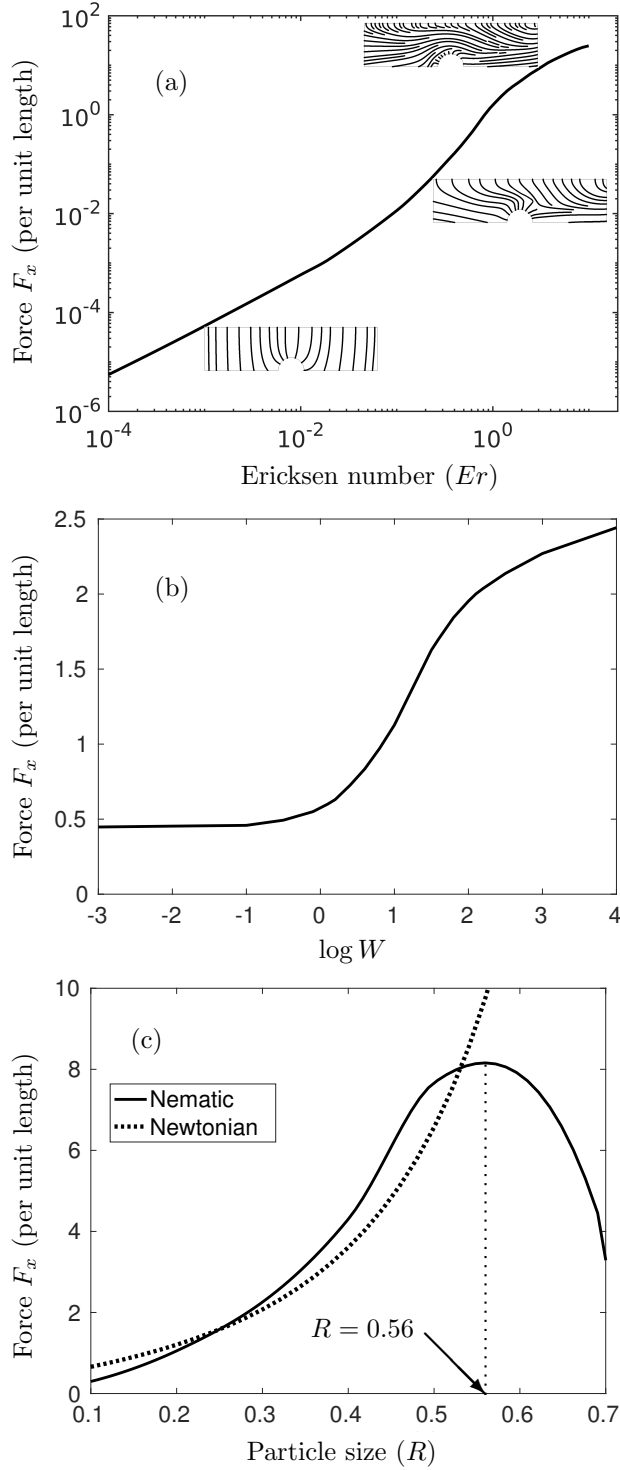 (a)
Force F_x (per unit length)
10^2
10^0
10^-2
10^-4
10^-6
10^-4
10^-2
10^0
Ericksen number (Er)
(b)
Force F_x (per unit length)
2.5
2
1.5
1
0.5
0
-3
-2
-1
0
1
2
3
4
log W
(c)
Force F_x (per unit length)
10
8
6
4
2
0
Nematic
Newtonian
R = 0.56
0.1
0.2
0.3
0.4
0.5
0.6
0.7
Particle size (R)